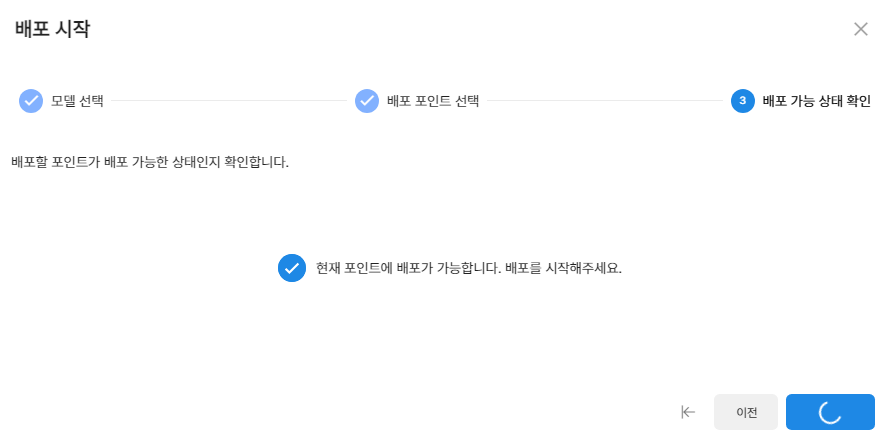 배포 시작
모델 선택
배포 포인트 선택
3 배포 가능 상태 확인
배포할 포인트가 배포 가능한 상태인지 확인합니다.
현재 포인트에 배포가 가능합니다. 배포를 시작해주세요.
이전